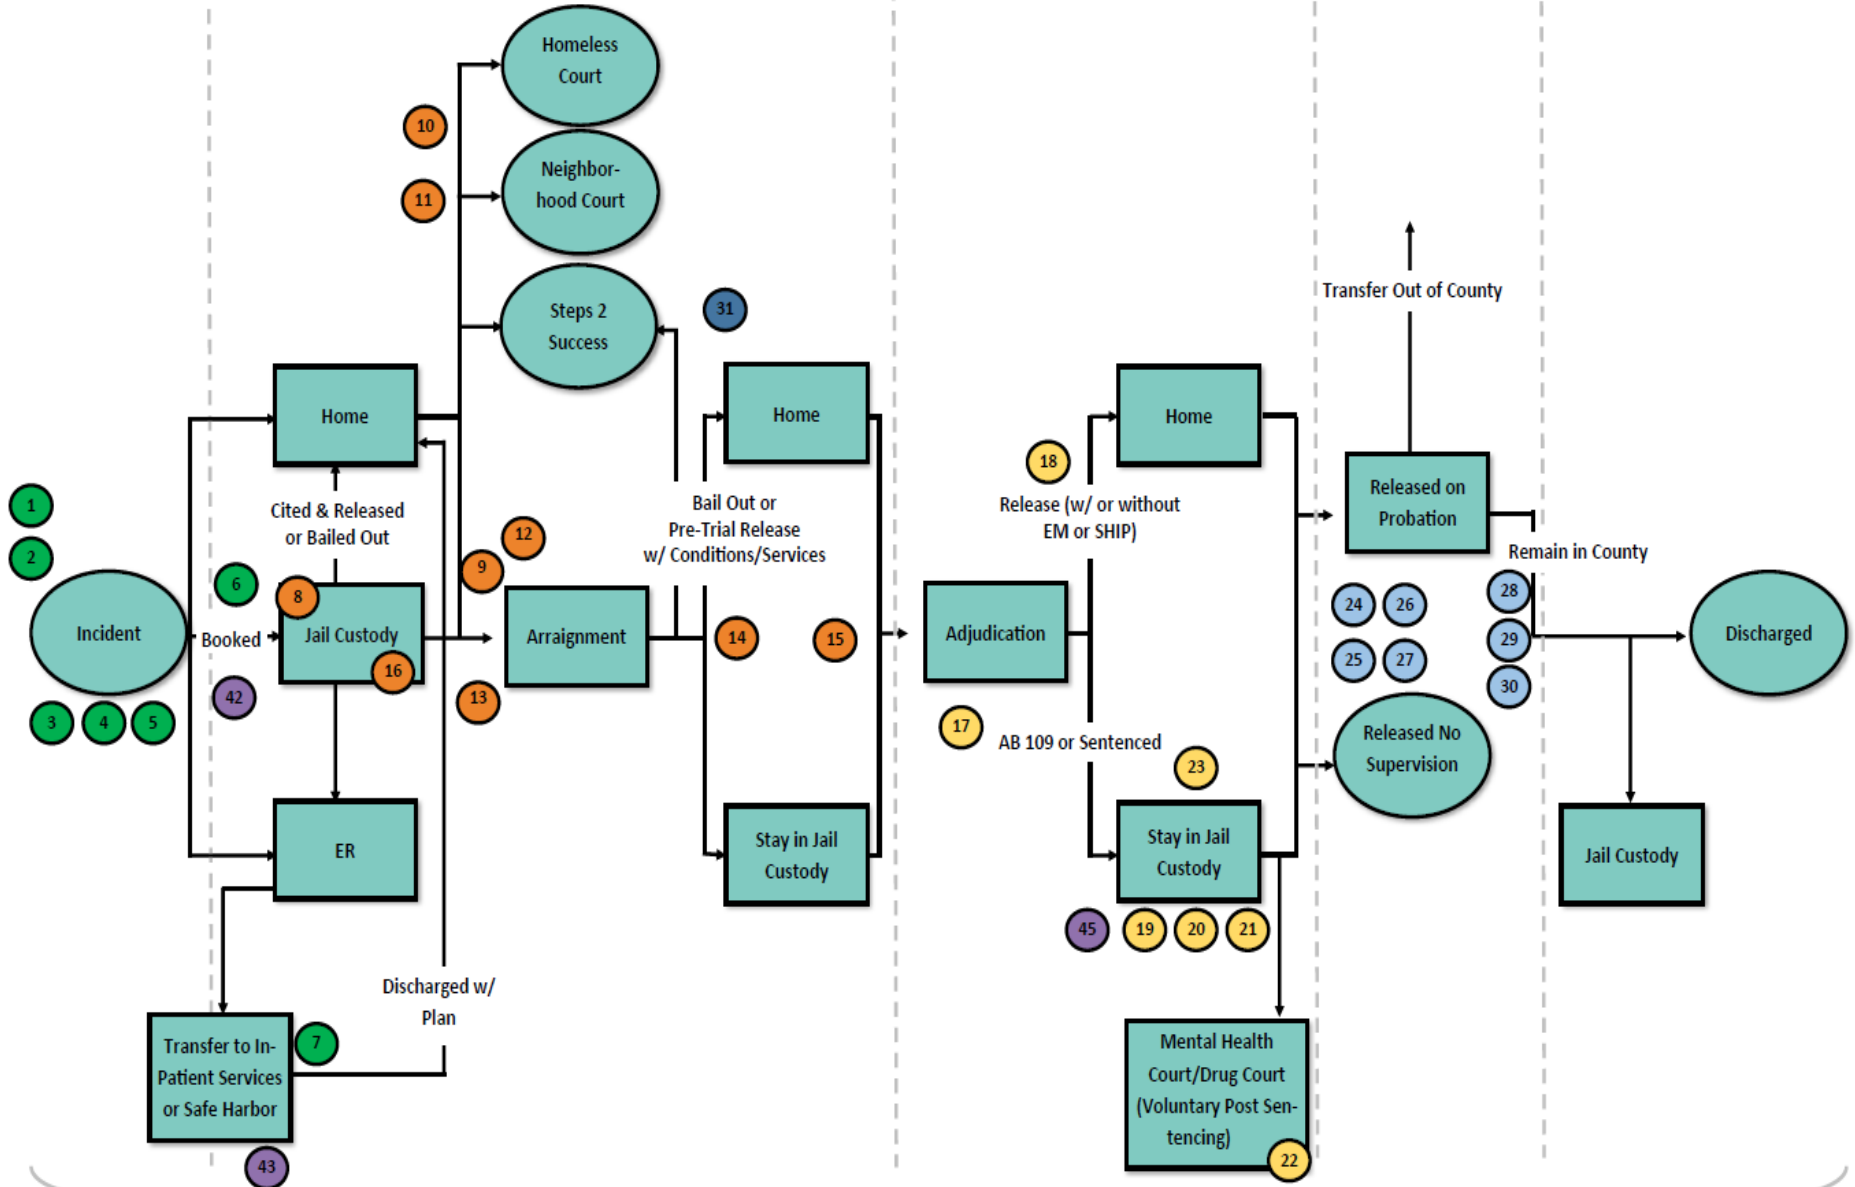 Homeless
Court
10
Neighbor-
hood Court
11
Steps 2
Success
31
Transfer Out of County
Home
Home
Home
18
1
2
Cited & Released
or Bailed Out
12
9
Bail Out or
Pre-Trial Release
w/ Conditions/Services
Release (w/ or without
EM or SHIP)
Released on
Probation
Remain in County
Incident
6
8
Booked
Jail Custody
16
42
13
Arraignment
14
15
Adjudication
17
AB 109 or Sentenced
24
26
25
27
28
29
30
Discharged
3
4
5
Released No
Supervision
23
ER
Stay in Jail
Custody
Stay in Jail
Custody
Jail Custody
45
19
20
21
Discharged w/
Plan
Transfer to In-
Patient Services
or Safe Harbor
7
43
Mental Health
Court/Drug Court
(Voluntary Post Sen-
tencing)
22